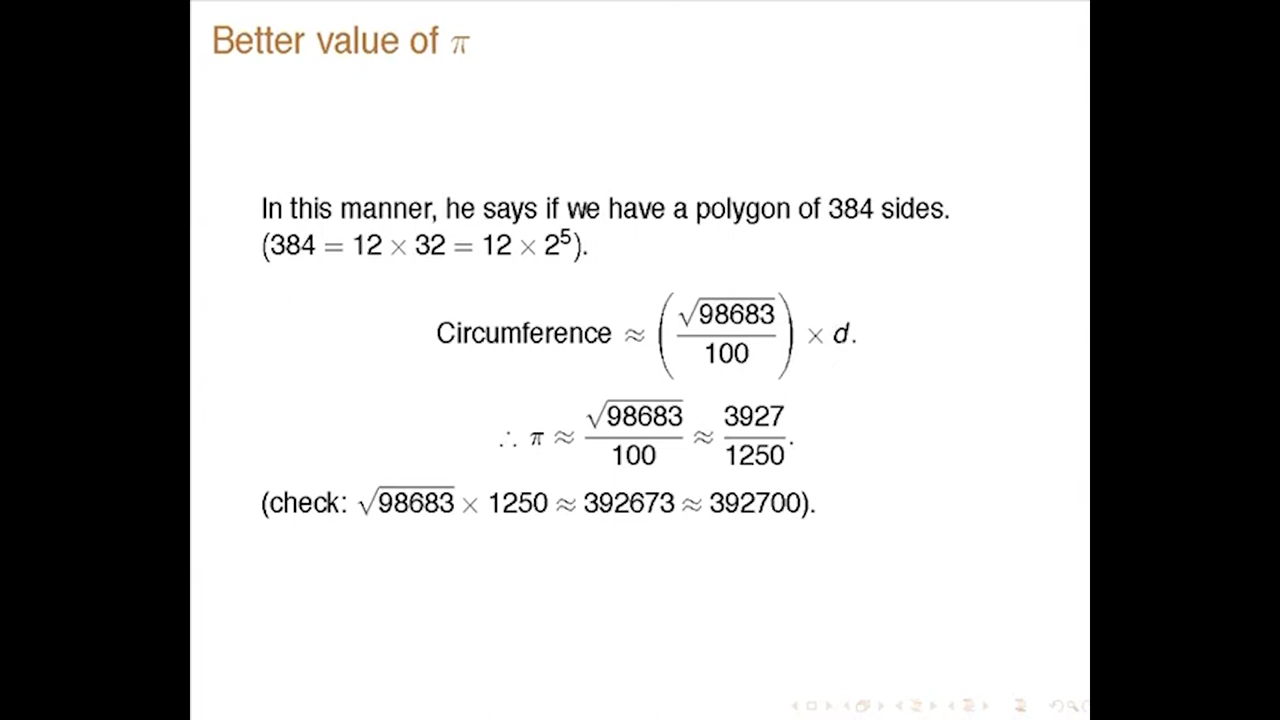 Better value of π
In this manner, he says if we have a polygon of 384 sides.
(384 = 12 × 32 = 12 × 2⁵).
Circumference ≈ (√98683 / 100) × d.
∴ π ≈ √98683 / 100 ≈ 3927 / 1250.
(check: √98683 × 1250 ≈ 392673 ≈ 392700).